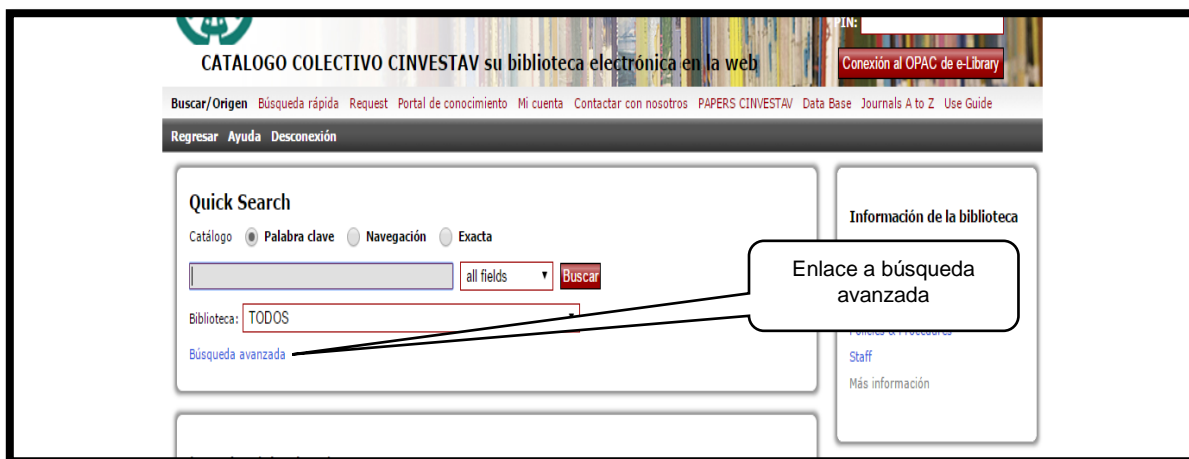 PIN:
CATALOGO COLECTIVO CINVESTAV su biblioteca electrónica en la web
Conexión al OPAC de e-Library
Buscar/Origen Búsqueda rápida Request Portal de conocimiento Mi cuenta Contactar con nosotros PAPERS CINVESTAV Data Base Journals A to Z Use Guide
Regresar Ayuda Desconexión
Quick Search
Catálogo Palabra clave Navegación Exacta
all fields Buscar
Biblioteca: TODOS
Búsqueda avanzada
Información de la biblioteca
Enlace a búsqueda
avanzada
Policies & Procedures
Staff
Más información